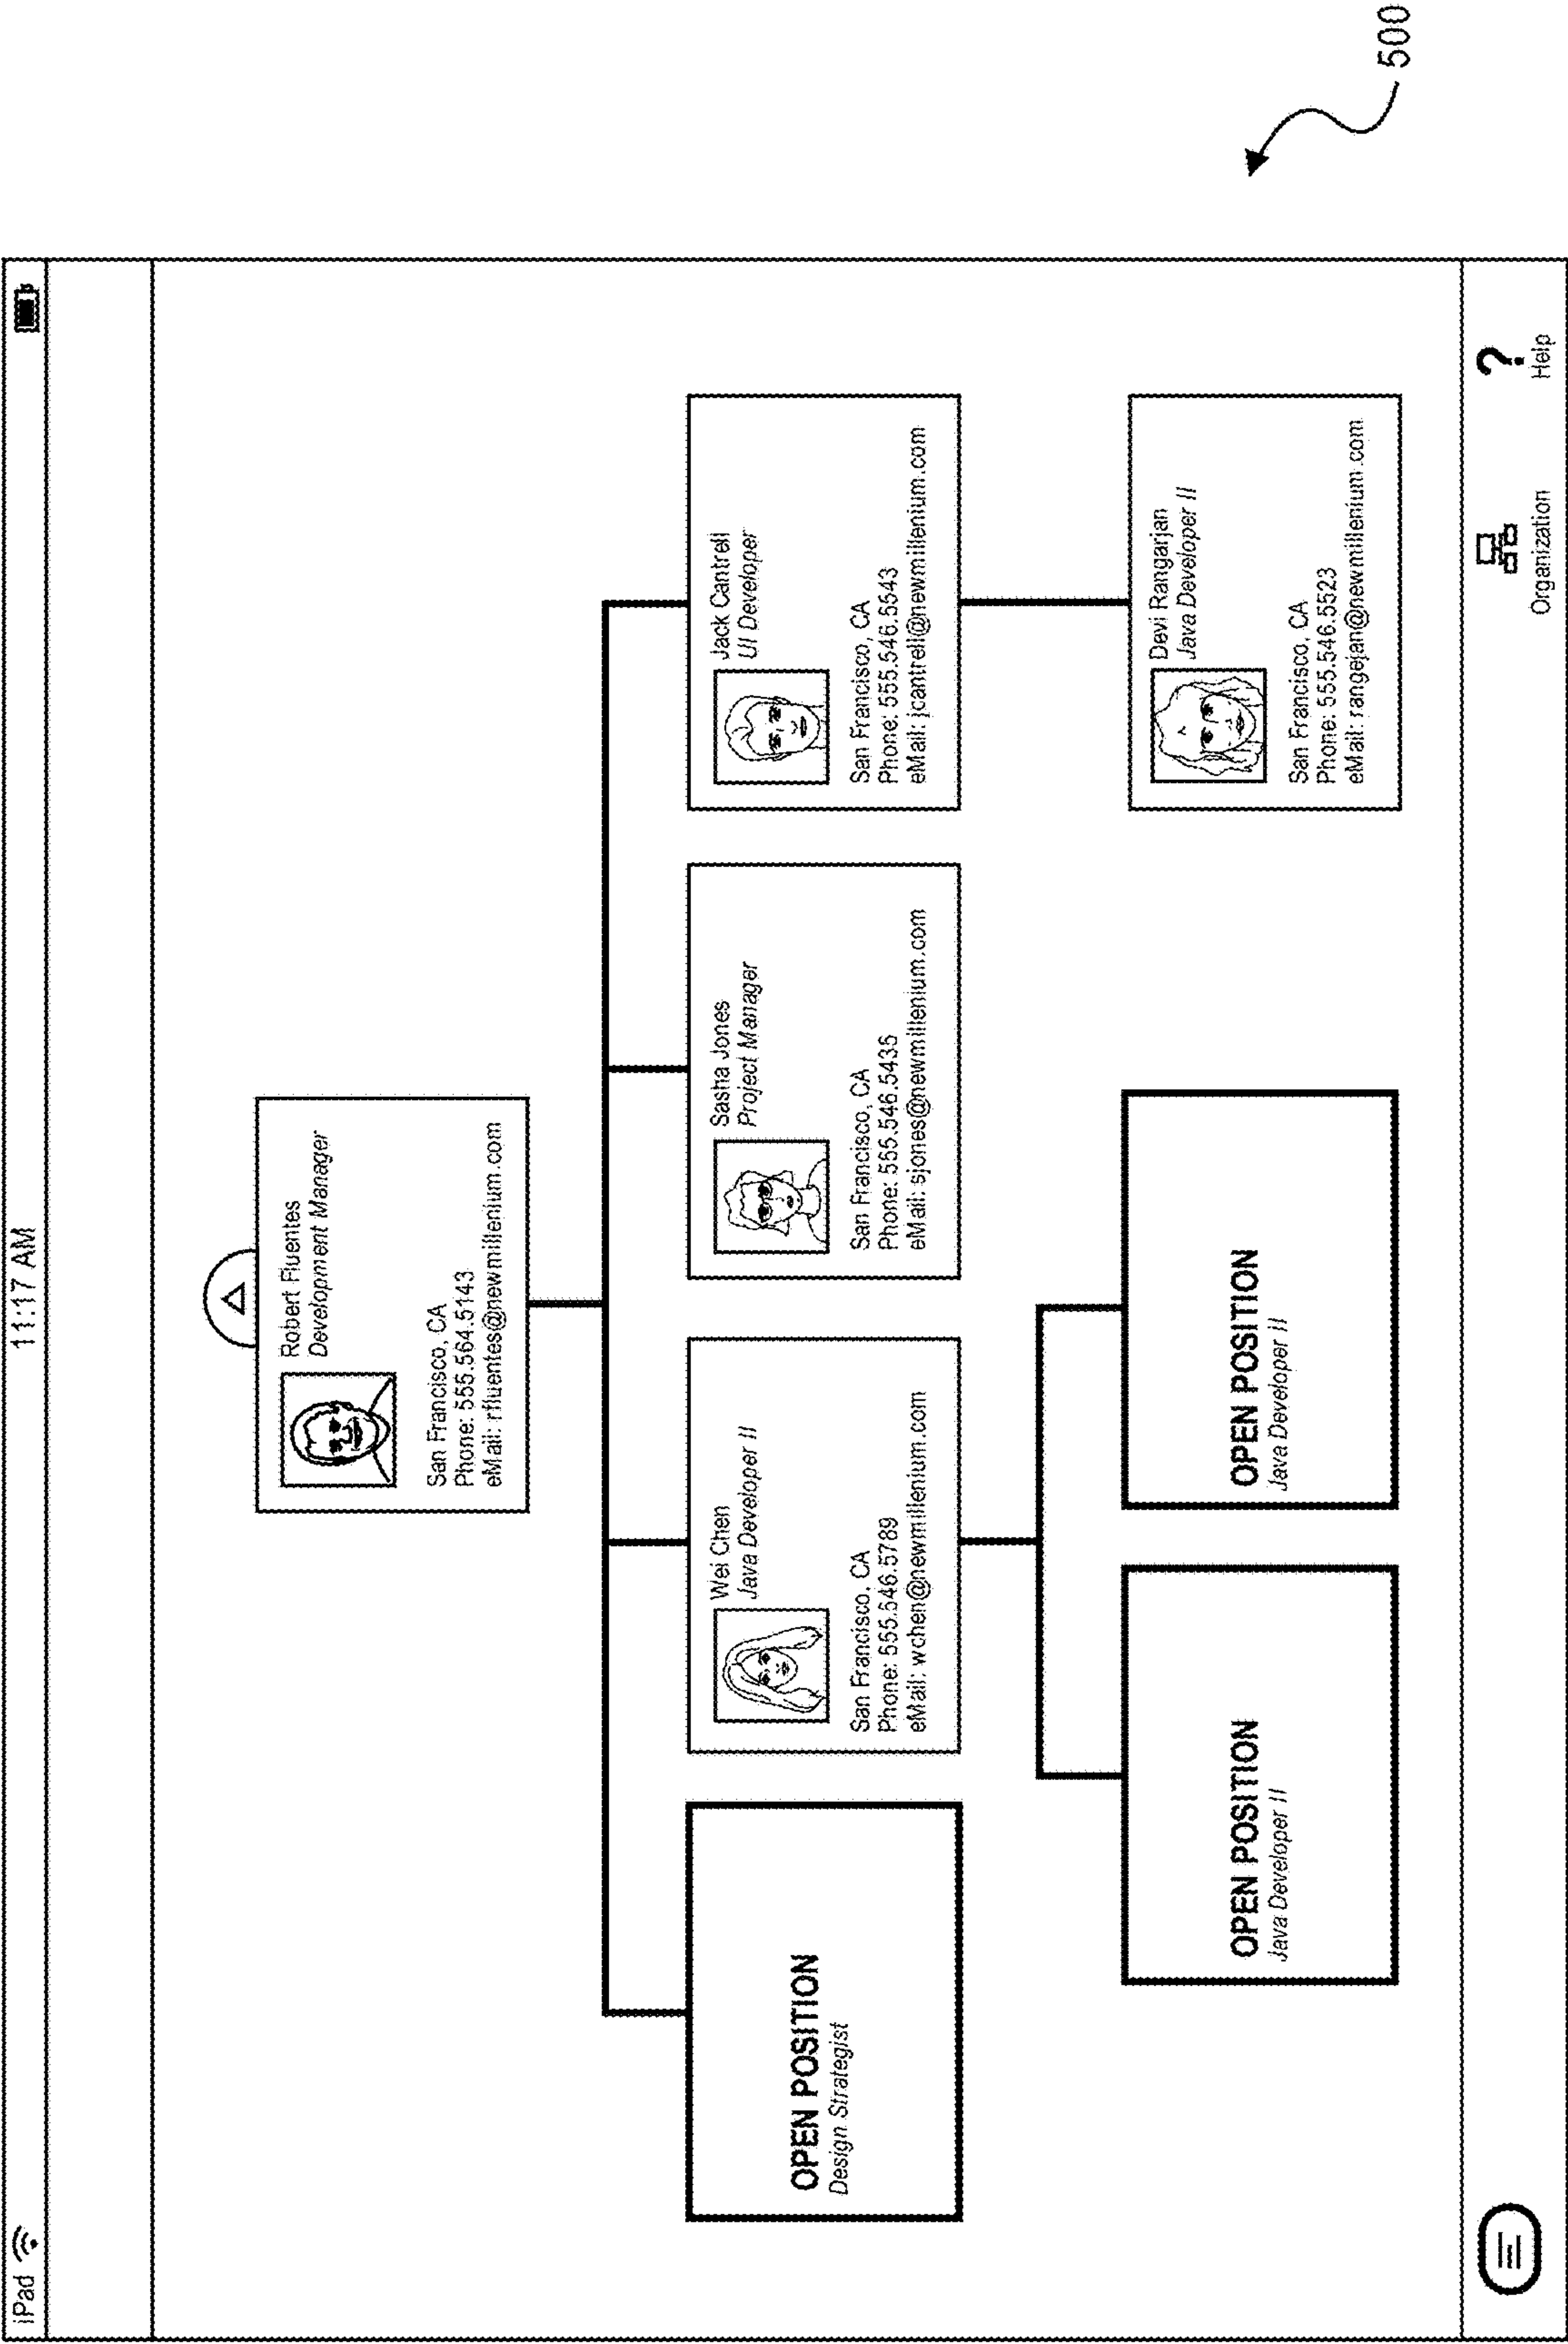 iPad
11:17 AM
Robert Fluentes
Development Manager
San Francisco, CA
Phone: 555.564.5143
eMail: rfluentes@newmillenium.com
OPEN POSITION
Design Strategist
Wei Chen
Java Developer II
San Francisco, CA
Phone: 555.546.5789
eMail: wchen@newmillenium.com
Sasha Jones
Project Manager
San Francisco, CA
Phone: 555.546.5435
eMail: sjones@newmillenium.com
Jack Cantrell
UI Developer
San Francisco, CA
Phone: 555.546.5543
eMail: jcantrell@newmillenium.com
OPEN POSITION
Java Developer II
OPEN POSITION
Java Developer II
Devi Rangarjan
Java Developer II
San Francisco, CA
Phone: 555.546.5523
eMail: rangejan@newmillenium.com
Organization
? Help
500